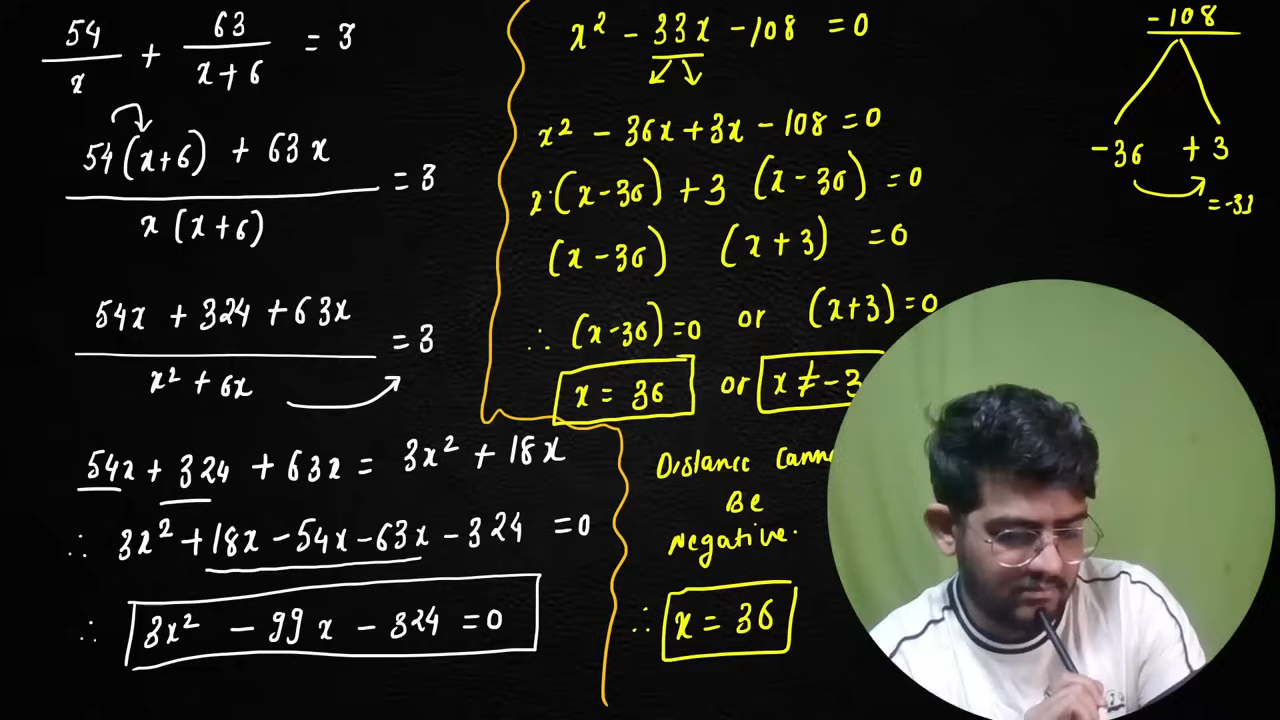 54/x + 63/(x+6) = 3
54(x+6) + 63x / x(x+6) = 3
54x + 324 + 63x / x² + 6x = 3
54x + 324 + 63x = 3x² + 18x
∴ 3x² + 18x - 54x - 63x - 324 = 0
∴ 3x² - 99x - 324 = 0
x² - 33x - 108 = 0
x² - 36x + 3x - 108 = 0
x·(x-36) + 3 (x-36) = 0
(x-36) (x+3) = 0
∴ (x-36) = 0 or (x+3) = 0
x = 36 or x ≠ -3
Distance
Be
Negative.
∴ x = 36
-108
-36 +3
= -33